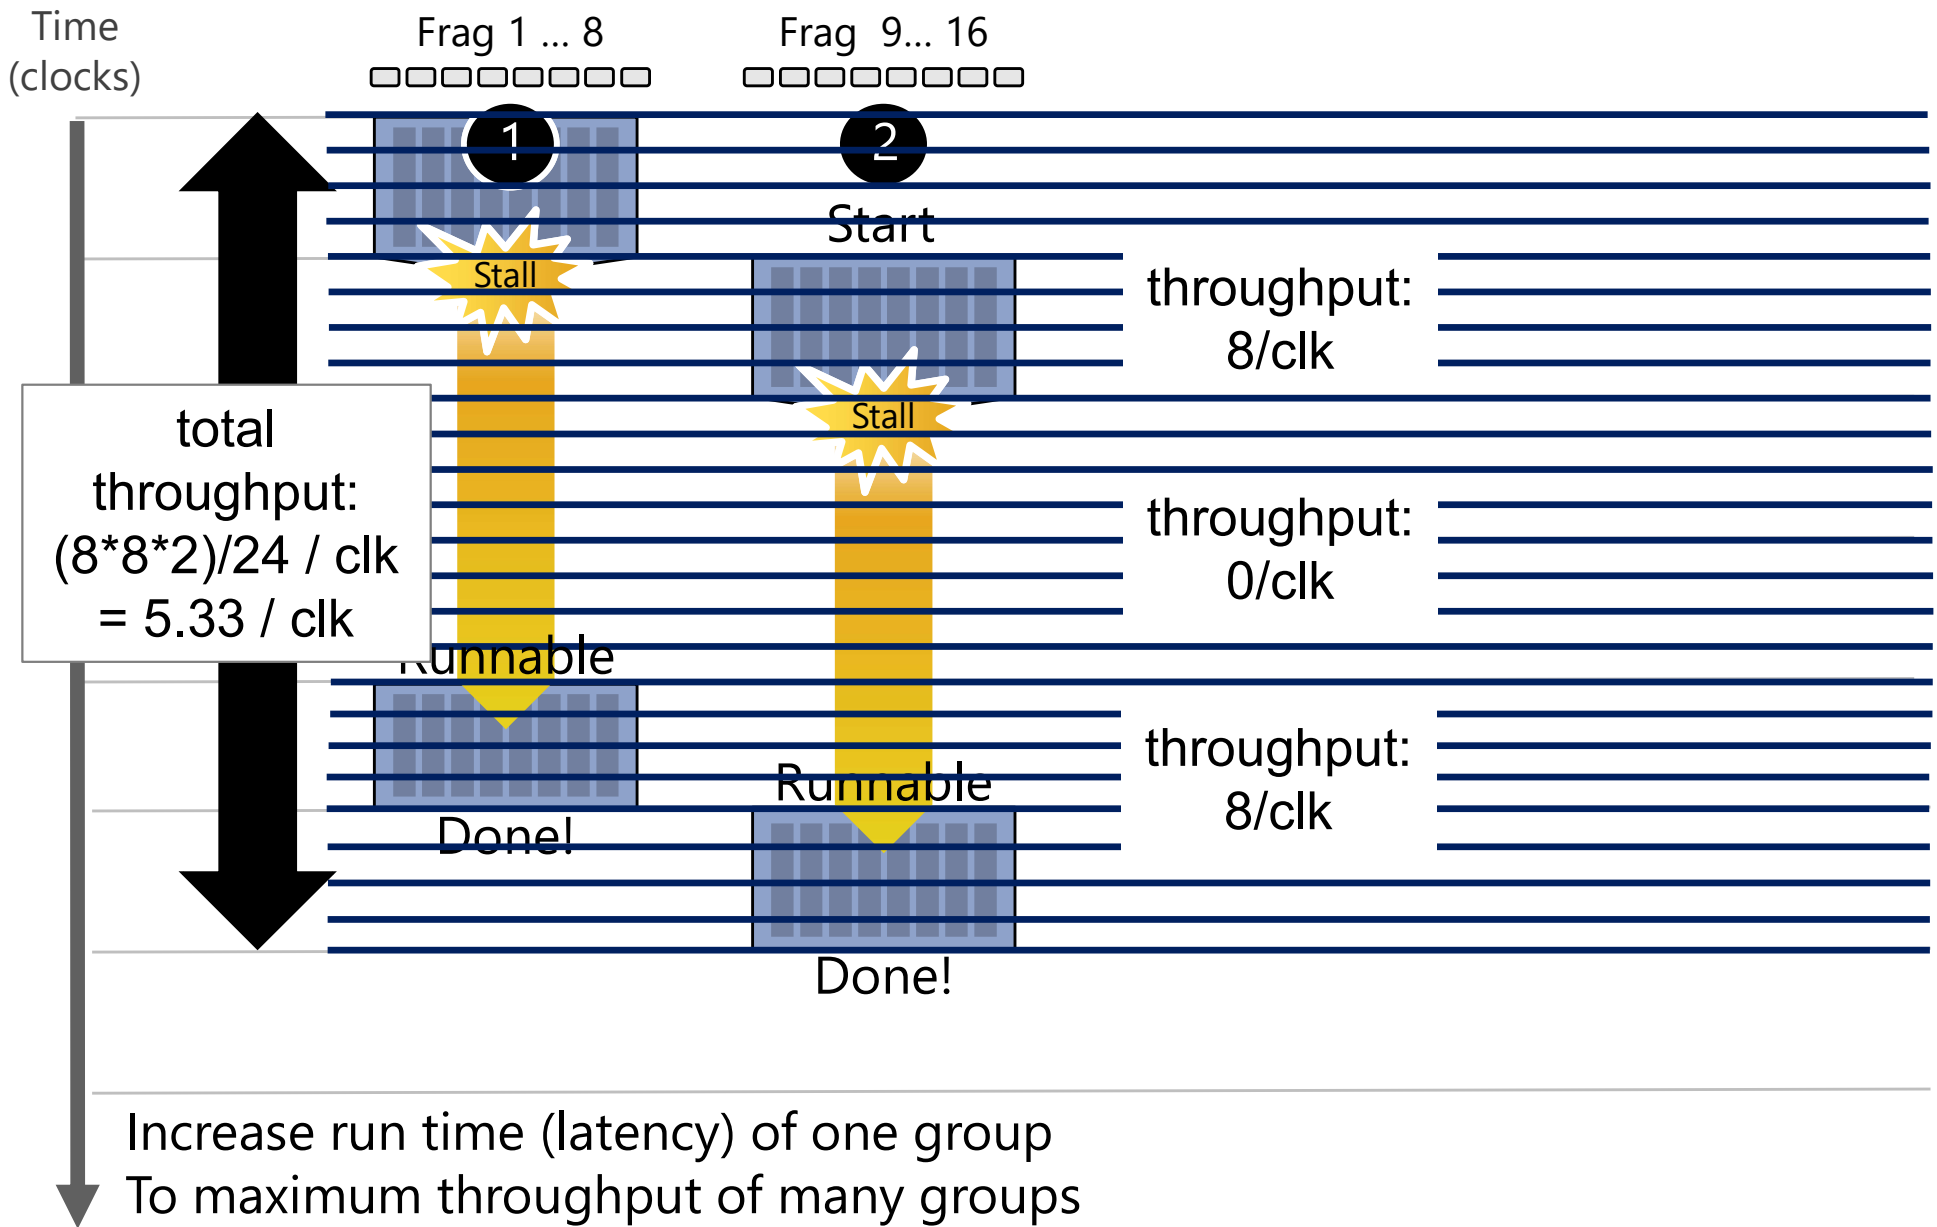 Time
(clocks)
Frag 1 ... 8
Frag 9... 16
1
2
Start
Stall
throughput:
8/clk
Stall
total
throughput:
(8*8*2)/24 / clk
= 5.33 / clk
throughput:
0/clk
Runnable
throughput:
8/clk
Runnable
Done!
Done!
Increase run time (latency) of one group
To maximum throughput of many groups